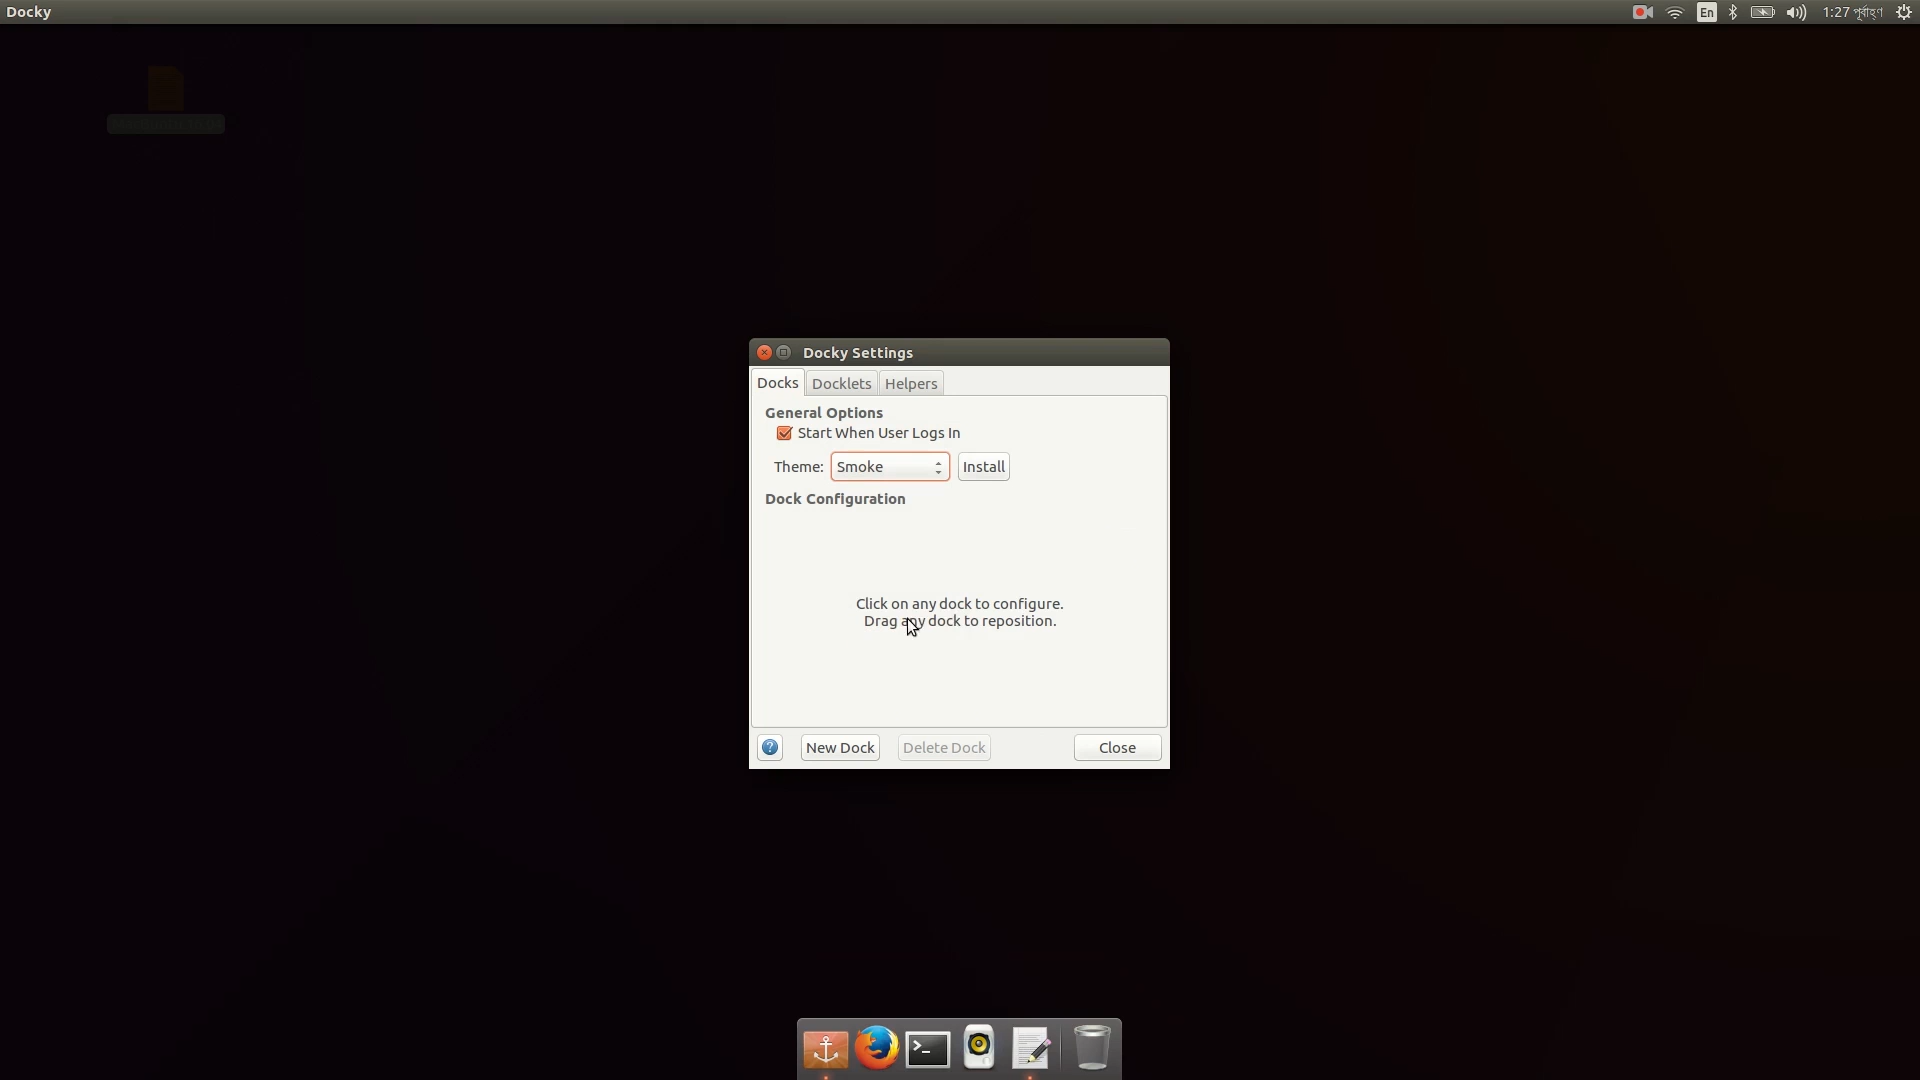 Docky
En
1:27 পূর্বাহ্ণ
Docky Settings
Docks
Docklets
Helpers
General Options
Start When User Logs In
Theme:
Smoke
Install
Dock Configuration
Click on any dock to configure.
Drag any dock to reposition.
?
New Dock
Delete Dock
Close
>_